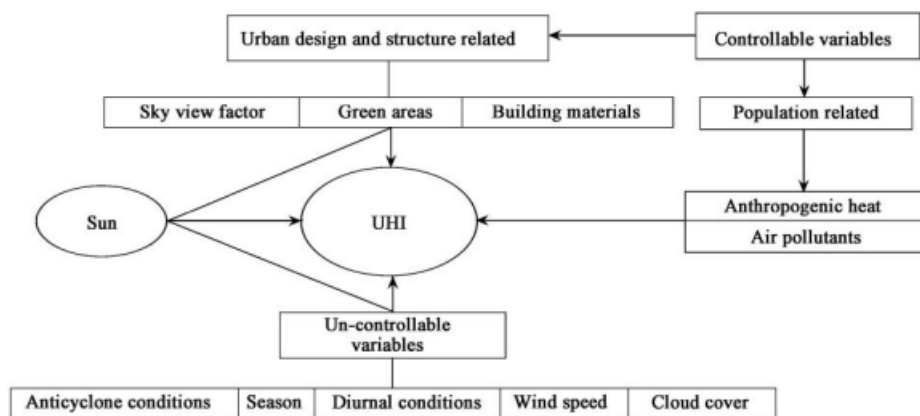 Urban design and structure related
Controllable variables
Sky view factor
Green areas
Building materials
Population related
Sun
UHI
Anthropogenic heat
Air pollutants
Un-controllable
variables
Anticyclone conditions
Season
Diurnal conditions
Wind speed
Cloud cover